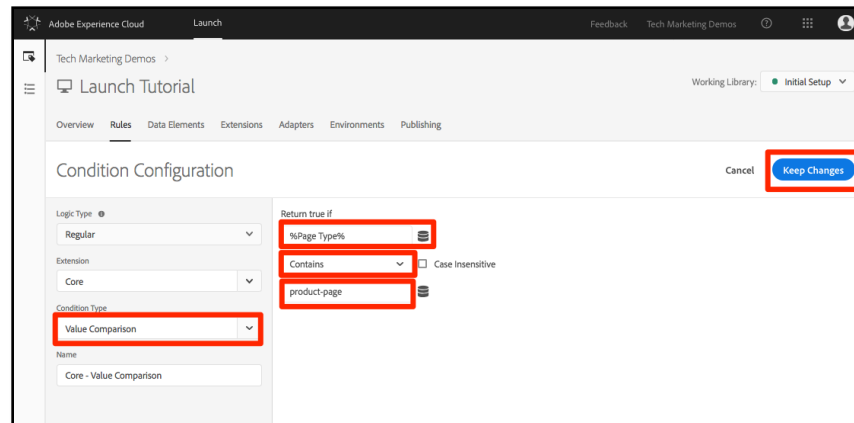 Adobe Experience Cloud Launch Feedback Tech Marketing Demos
Tech Marketing Demos >
Launch Tutorial
Working Library: Initial Setup
Overview Rules Data Elements Extensions Adapters Environments Publishing
Condition Configuration
Cancel Keep Changes
Logic Type
Regular
Extension
Core
Condition Type
Value Comparison
Name
Core - Value Comparison
Return true if
%Page Type%
Contains Case Insensitive
product-page